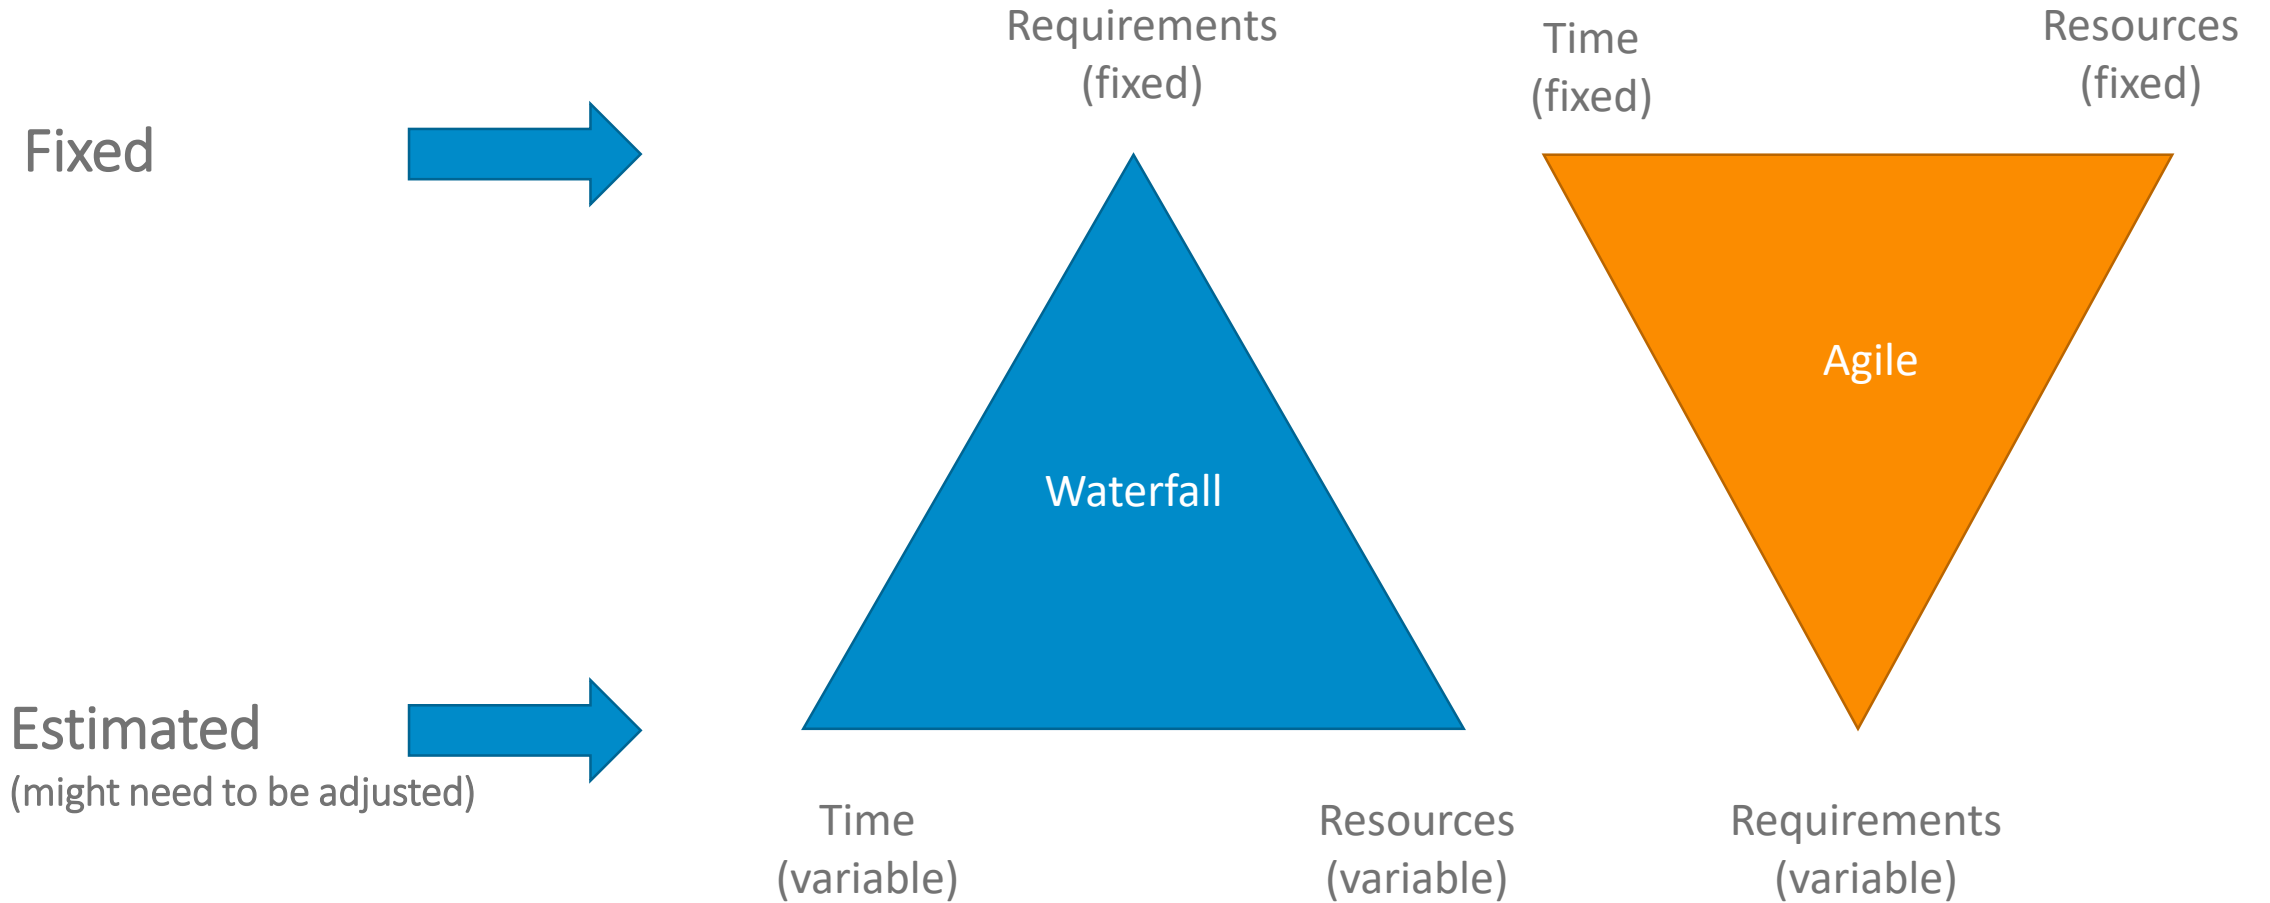 Requirements
(fixed)
Time
(fixed)
Resources
(fixed)
Fixed
Agile
Waterfall
Estimated
(might need to be adjusted)
Time
(variable)
Resources
(variable)
Requirements
(variable)